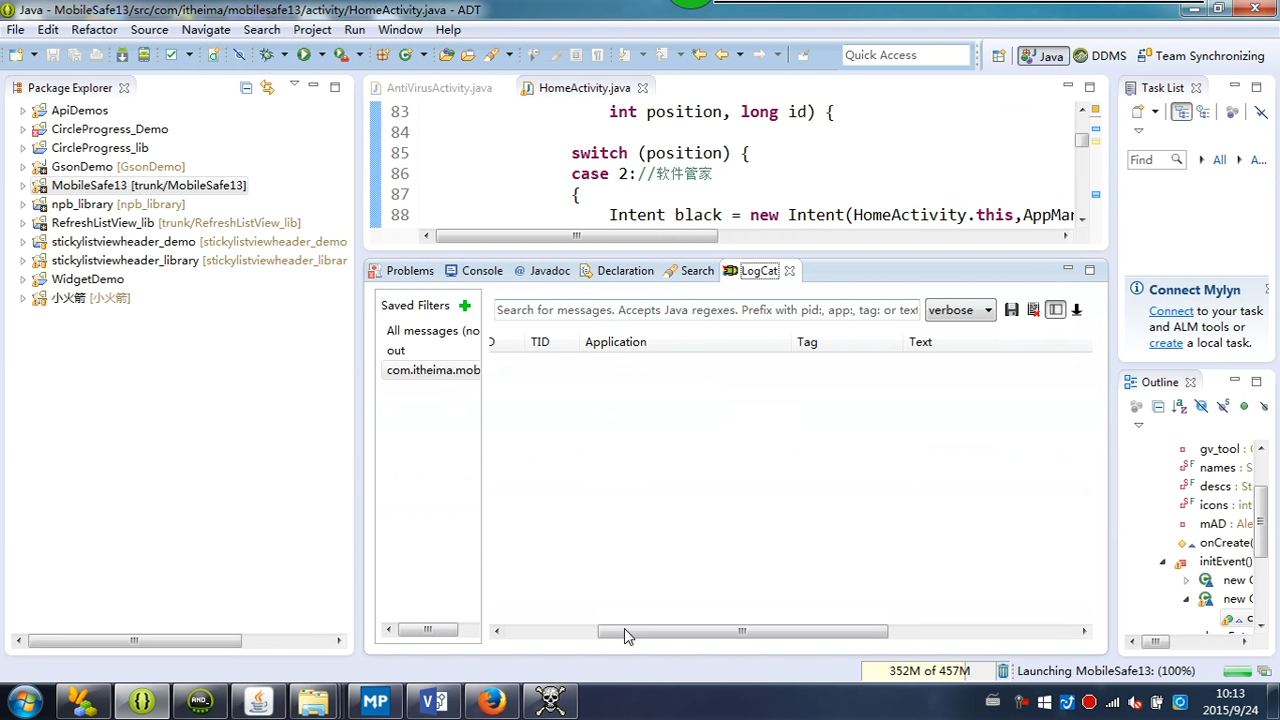 Java - MobileSafe13/src/com/itheima/mobilesafe13/activity/HomeActivity.java - ADT
File Edit Refactor Source Navigate Search Project Run Window Help
Quick Access
Java
DDMS
Team Synchronizing
Package Explorer
ApiDemos
CircleProgress_Demo
CircleProgress_lib
GsonDemo [GsonDemo]
MobileSafe13 [trunk/MobileSafe13]
npb_library [npb_library]
RefreshListView_lib [trunk/RefreshListView_lib]
stickylistviewheader_demo [stickylistviewheader_demo
stickylistviewheader_library [stickylistviewheader_librar
WidgetDemo
小火箭 [小火箭]
AntiVirusActivity.java
HomeActivity.java
83 int position, long id) {
84
85 switch (position) {
86 case 2://软件管家
87 {
88 Intent black = new Intent(HomeActivity.this,AppMar
Problems
Console
@ Javadoc
Declaration
Search
LogCat
Saved Filters
All messages (no
out
com.itheima.mob
Search for messages. Accepts Java regexes. Prefix with pid:, app:, tag: or text
verbose
TID Application Tag Text
Task List
Find
All
A...
Connect Mylyn
Connect to your task
and ALM tools or
create a local task.
Outline
gv_tool :
names : S
descs : St
icons : int
mAD : Ale
onCreate(
initEvent()
new C
new C
352M of 457M
Launching MobileSafe13: (100%)
MP
10:13
2015/9/24